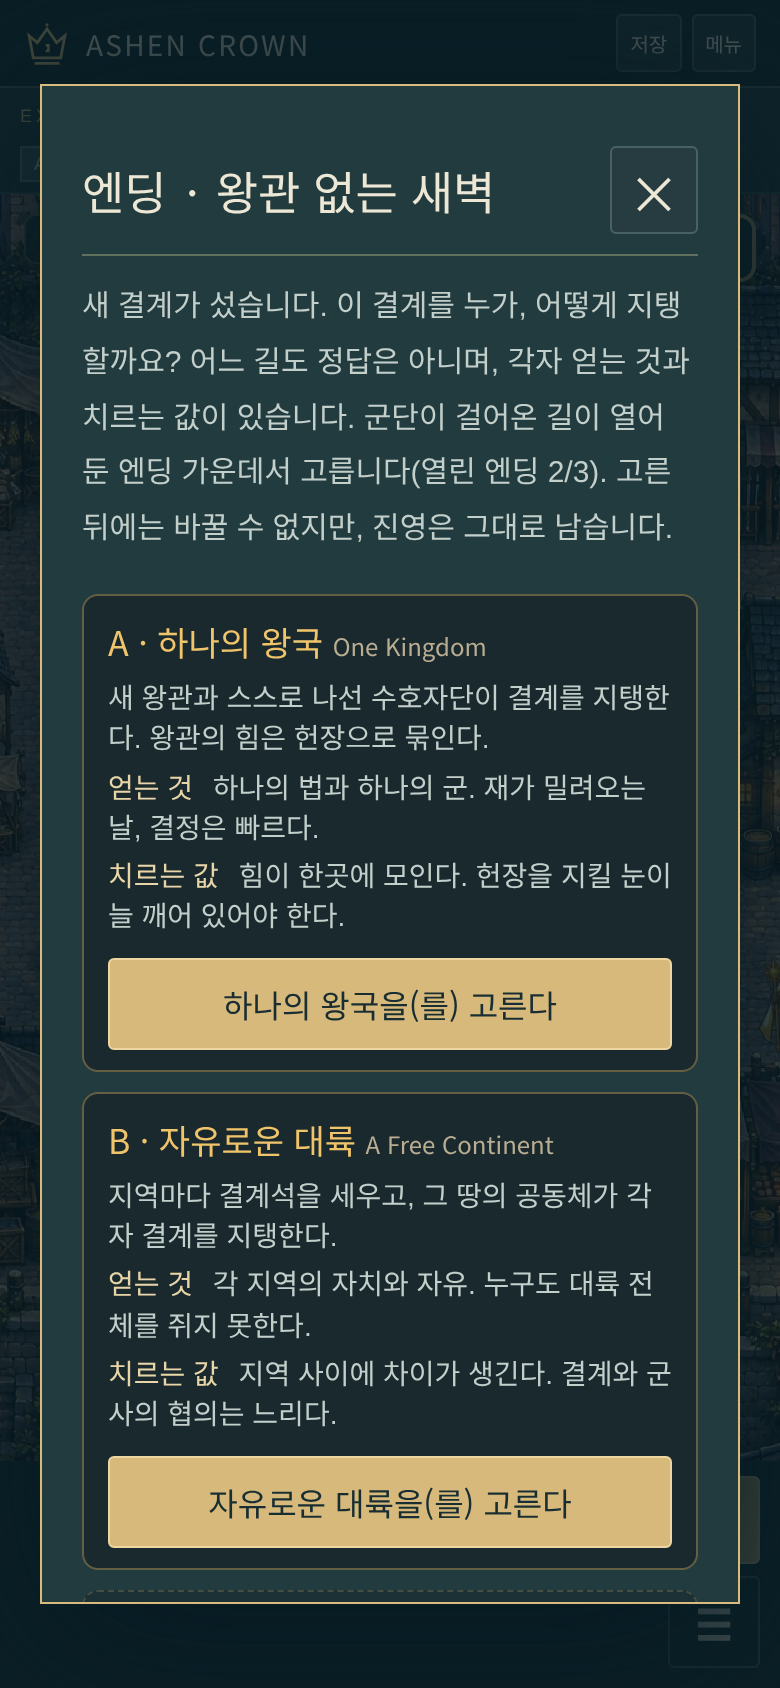 ASHEN CROWN
저장
메뉴
엔딩 · 왕관 없는 새벽
새 결계가 섰습니다. 이 결계를 누가, 어떻게 지탱
할까요? 어느 길도 정답은 아니며, 각자 얻는 것과
치르는 값이 있습니다. 군단이 걸어온 길이 열어
둔 엔딩 가운데서 고릅니다(열린 엔딩 2/3). 고른
뒤에는 바꿀 수 없지만, 진영은 그대로 남습니다.
A · 하나의 왕국 One Kingdom
새 왕관과 스스로 나선 수호자단이 결계를 지탱한
다. 왕관의 힘은 헌장으로 묶인다.
얻는 것 하나의 법과 하나의 군. 재가 밀려오는
날, 결정은 빠르다.
치르는 값 힘이 한곳에 모인다. 헌장을 지킬 눈이
늘 깨어 있어야 한다.
하나의 왕국을(를) 고른다
B · 자유로운 대륙 A Free Continent
지역마다 결계석을 세우고, 그 땅의 공동체가 각
자 결계를 지탱한다.
얻는 것 각 지역의 자치와 자유. 누구도 대륙 전
체를 쥐지 못한다.
치르는 값 지역 사이에 차이가 생긴다. 결계와 군
사의 협의는 느리다.
자유로운 대륙을(를) 고른다